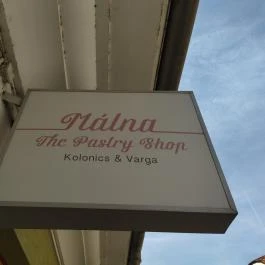 Málna
The Pastry Shop
Kolonics & Varga